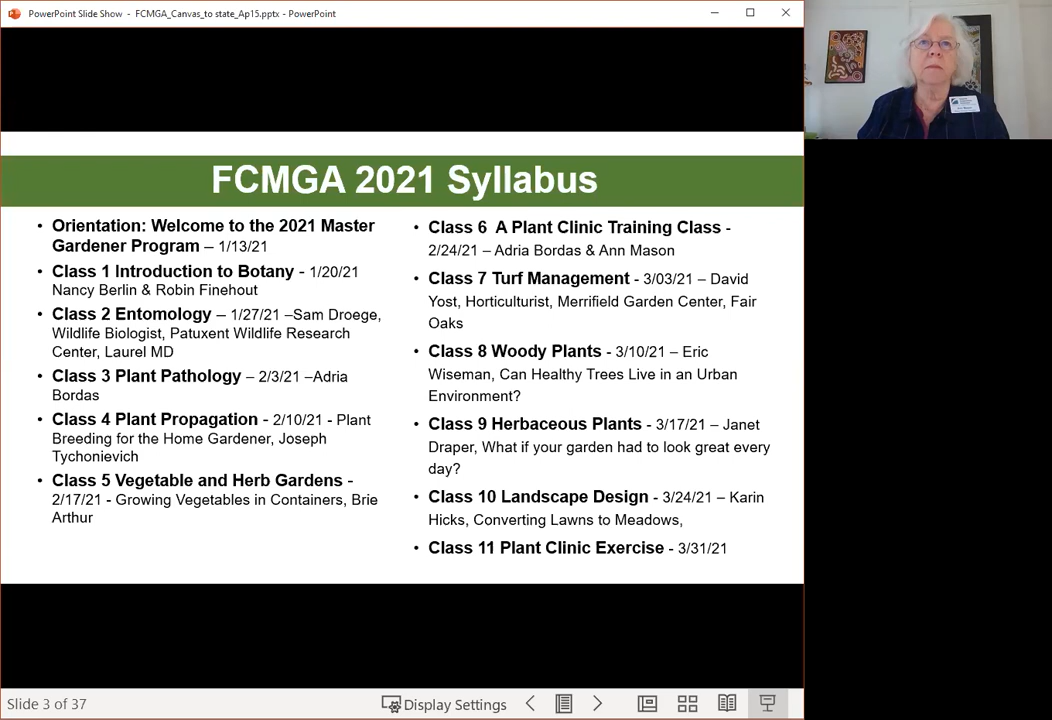 PowerPoint Slide Show - FCMGA_Canvas_to state_Ap15.pptx - PowerPoint
FCMGA 2021 Syllabus
• Orientation: Welcome to the 2021 Master
Gardener Program – 1/13/21
• Class 1 Introduction to Botany - 1/20/21
Nancy Berlin & Robin Finehout
• Class 2 Entomology – 1/27/21 –Sam Droege,
Wildlife Biologist, Patuxent Wildlife Research
Center, Laurel MD
• Class 3 Plant Pathology – 2/3/21 –Adria
Bordas
• Class 4 Plant Propagation - 2/10/21 - Plant
Breeding for the Home Gardener, Joseph
Tychonievich
• Class 5 Vegetable and Herb Gardens -
2/17/21 - Growing Vegetables in Containers, Brie
Arthur
• Class 6 A Plant Clinic Training Class -
2/24/21 – Adria Bordas & Ann Mason
• Class 7 Turf Management - 3/03/21 – David
Yost, Horticulturist, Merrifield Garden Center, Fair
Oaks
• Class 8 Woody Plants - 3/10/21 – Eric
Wiseman, Can Healthy Trees Live in an Urban
Environment?
• Class 9 Herbaceous Plants - 3/17/21 – Janet
Draper, What if your garden had to look great every
day?
• Class 10 Landscape Design - 3/24/21 – Karin
Hicks, Converting Lawns to Meadows,
• Class 11 Plant Clinic Exercise - 3/31/21
Slide 3 of 37
Display Settings